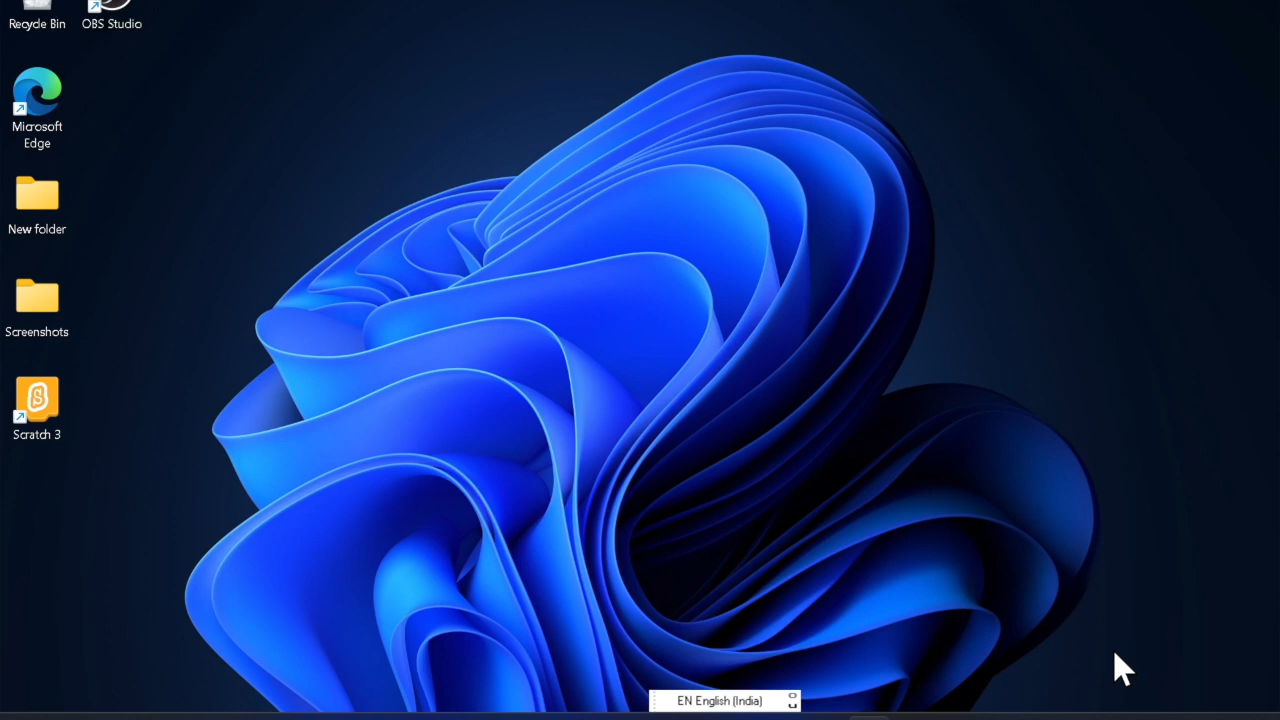 Recycle Bin
OBS Studio
Microsoft
Edge
New folder
Screenshots
Scratch 3
EN English (India)